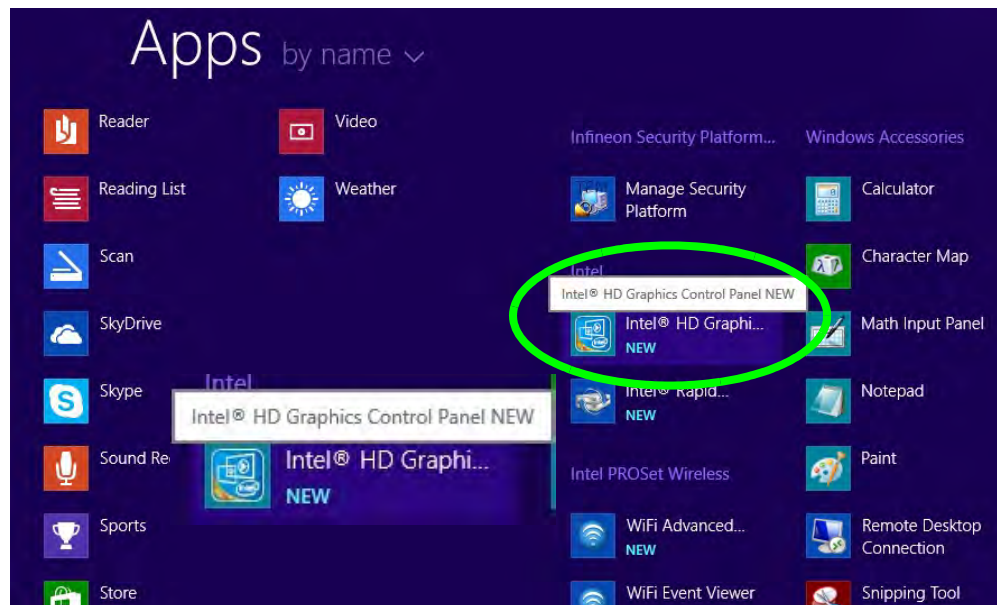 Apps by name
Reader
Reading List
Scan
SkyDrive
Skype
Sound Re
Sports
Store
Video
Weather
Intel
Intel® HD Graphics Control Panel NEW
Intel® HD Graphi...
NEW
Infineon Security Platform...
Manage Security
Platform
Intel
Intel® HD Graphics Control Panel NEW
Intel® HD Graphi...
NEW
Intel® Rapid...
NEW
Intel PROSet Wireless
WiFi Advanced...
NEW
WiFi Event Viewer
Windows Accessories
Calculator
Character Map
Math Input Panel
Notepad
Paint
Remote Desktop
Connection
Snipping Tool